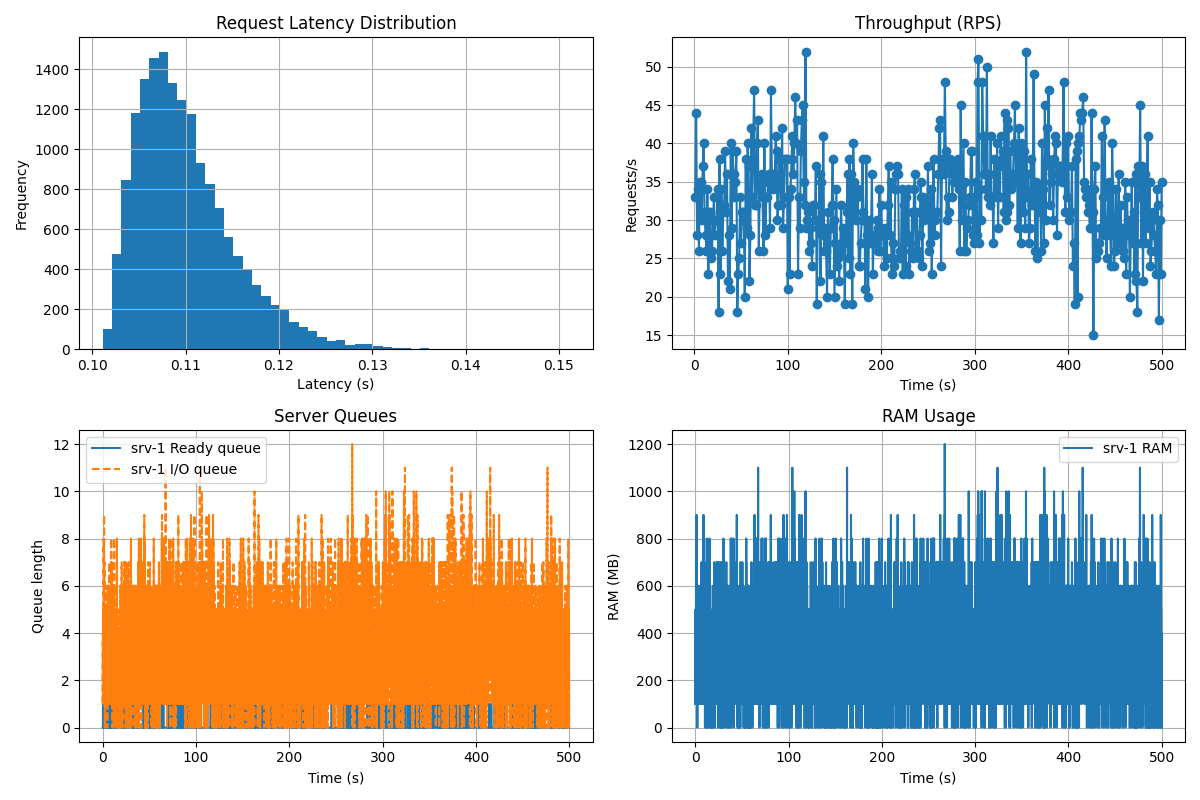 Request Latency Distribution
1400
1200
1000
800
600
400
200
0
Frequency
0.10 0.11 0.12 0.13 0.14 0.15
Latency (s)
Throughput (RPS)
50
45
40
35
30
25
20
15
Requests/s
0 100 200 300 400 500
Time (s)
Server Queues
srv-1 Ready queue
srv-1 I/O queue
12
10
8
6
4
2
0
Queue length
0 100 200 300 400 500
Time (s)
RAM Usage
srv-1 RAM
1200
1000
800
600
400
200
0
RAM (MB)
0 100 200 300 400 500
Time (s)